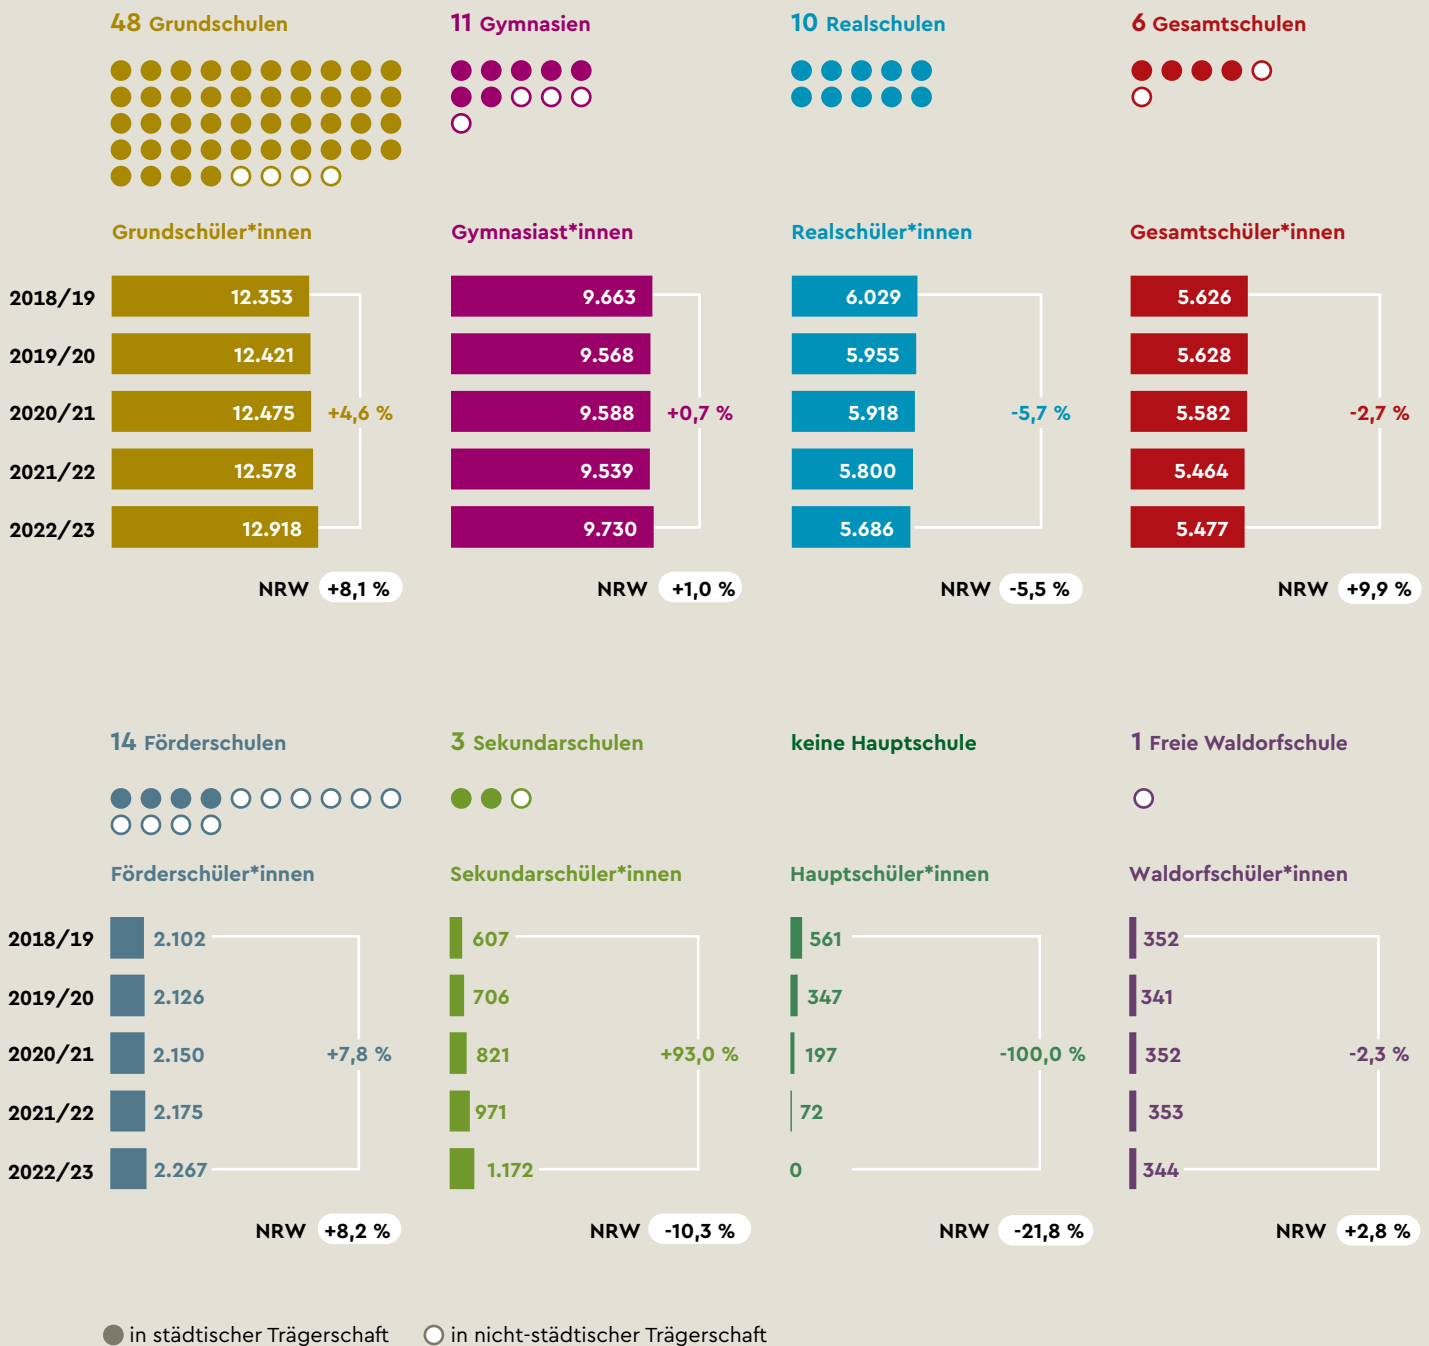 48 Grundschulen
11 Gymnasien
10 Realschulen
6 Gesamtschulen
Grundschüler*innen
Gymnasiast*innen
Realschüler*innen
Gesamtschüler*innen
2018/19 12.353 9.663 6.029 5.626
2019/20 12.421 9.568 5.955 5.628
2020/21 12.475 +4,6 % 9.588 +0,7 % 5.918 -5,7 % 5.582 -2,7 %
2021/22 12.578 9.539 5.800 5.464
2022/23 12.918 9.730 5.686 5.477
NRW +8,1 % NRW +1,0 % NRW -5,5 % NRW +9,9 %
14 Förderschulen
3 Sekundarschulen
keine Hauptschule
1 Freie Waldorfschule
Förderschüler*innen
Sekundarschüler*innen
Hauptschüler*innen
Waldorfschüler*innen
2018/19 2.102 607 561 352
2019/20 2.126 706 347 341
2020/21 2.150 +7,8 % 821 +93,0 % 197 -100,0 % 352 -2,3 %
2021/22 2.175 971 72 353
2022/23 2.267 1.172 0 344
NRW +8,2 % NRW -10,3 % NRW -21,8 % NRW +2,8 %
in städtischer Trägerschaft in nicht-städtischer Trägerschaft